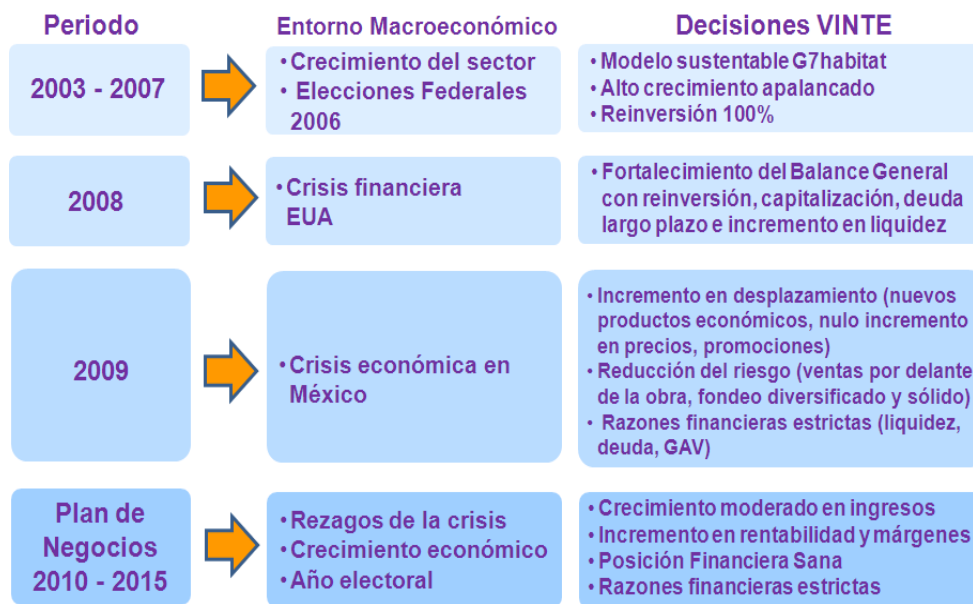 Periodo
Entorno Macroeconómico
Decisiones VINTE
2003 - 2007
• Crecimiento del sector
• Elecciones Federales
2006
• Modelo sustentable G7habitat
• Alto crecimiento apalancado
• Reinversión 100%
2008
• Crisis financiera
EUA
• Fortalecimiento del Balance General
con reinversión, capitalización, deuda
largo plazo e incremento en liquidez
2009
• Crisis económica en
México
• Incremento en desplazamiento (nuevos
productos económicos, nulo incremento
en precios, promociones)
• Reducción del riesgo (ventas por delante
de la obra, fondeo diversificado y sólido)
• Razones financieras estrictas (liquidez,
deuda, GAV)
Plan de
Negocios
2010 - 2015
• Rezagos de la crisis
• Crecimiento económico
• Año electoral
• Crecimiento moderado en ingresos
• Incremento en rentabilidad y márgenes
• Posición Financiera Sana
• Razones financieras estrictas